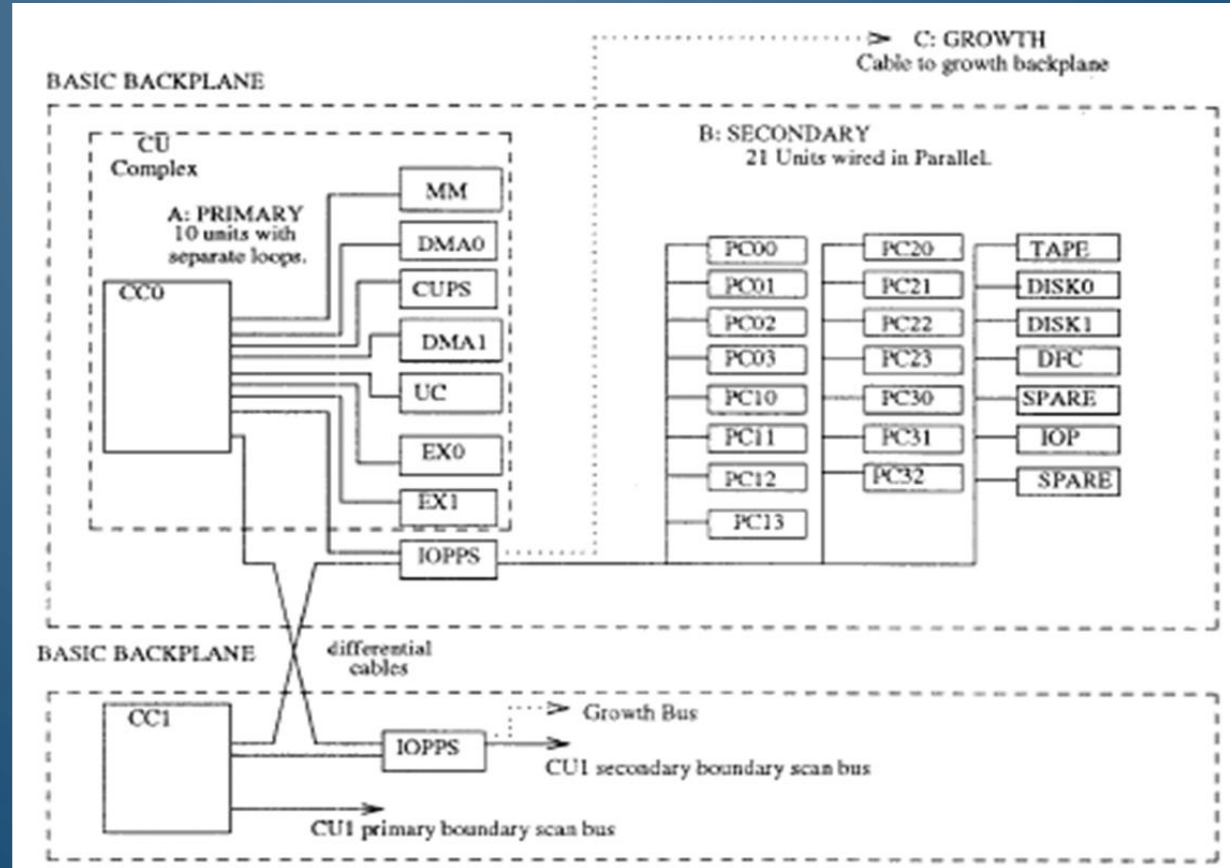 C: GROWTH
Cable to growth backplane
BASIC BACKPLANE
CU
Complex
A: PRIMARY
10 units with
separate loops.
CC0
MM
DMA0
CUPS
DMA1
UC
EX0
EX1
IOPPS
B: SECONDARY
21 Units wired in Parallel.
PC00
PC01
PC02
PC03
PC10
PC11
PC12
PC13
PC20
PC21
PC22
PC23
PC30
PC31
PC32
TAPE
DISK0
DISK1
DFC
SPARE
IOP
SPARE
BASIC BACKPLANE
differential
cables
CC1
IOPPS
Growth Bus
CU1 secondary boundary scan bus
CU1 primary boundary scan bus